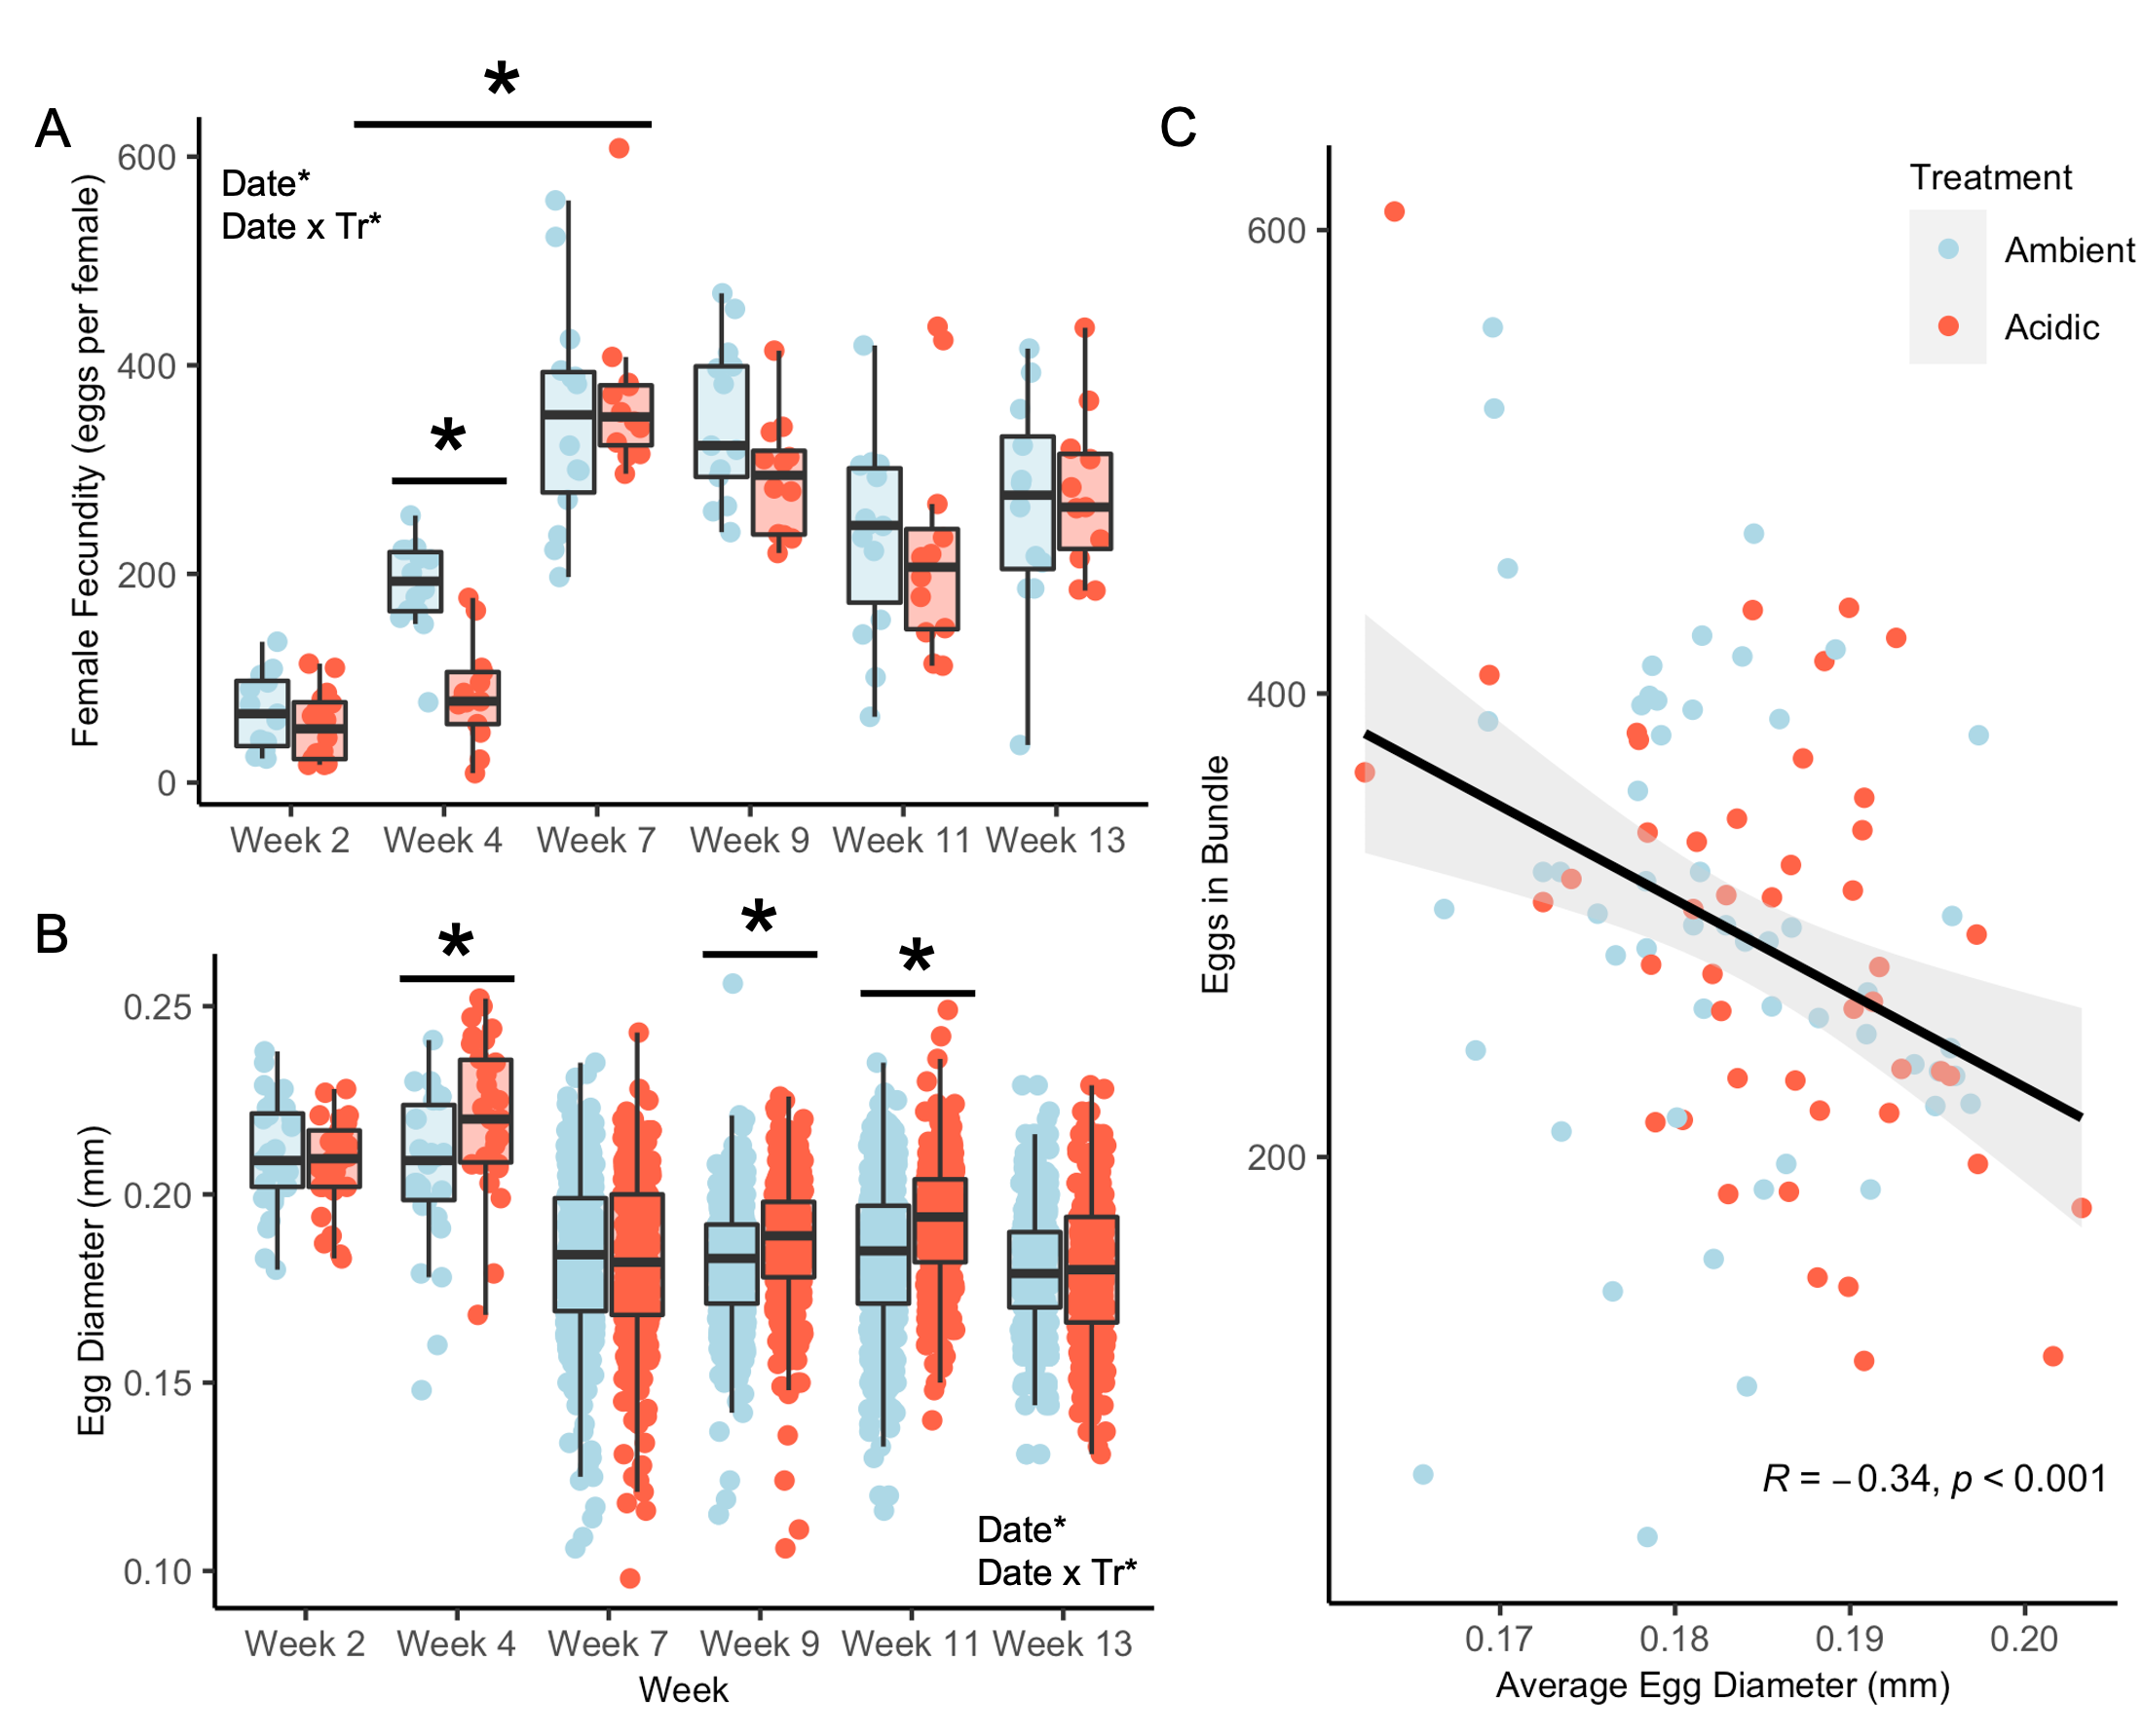 A
*
Date*
Date x Tr*
*
Female Fecundity (eggs per female)
600
400
200
0
Week 2
Week 4
Week 7
Week 9
Week 11
Week 13
B
*
*
*
Egg Diameter (mm)
0.25
0.20
0.15
0.10
Date*
Date x Tr*
Week 2
Week 4
Week 7
Week 9
Week 11
Week 13
Week
C
Treatment
Ambient
Acidic
Eggs in Bundle
600
400
200
R = −0.34, p < 0.001
0.17
0.18
0.19
0.20
Average Egg Diameter (mm)